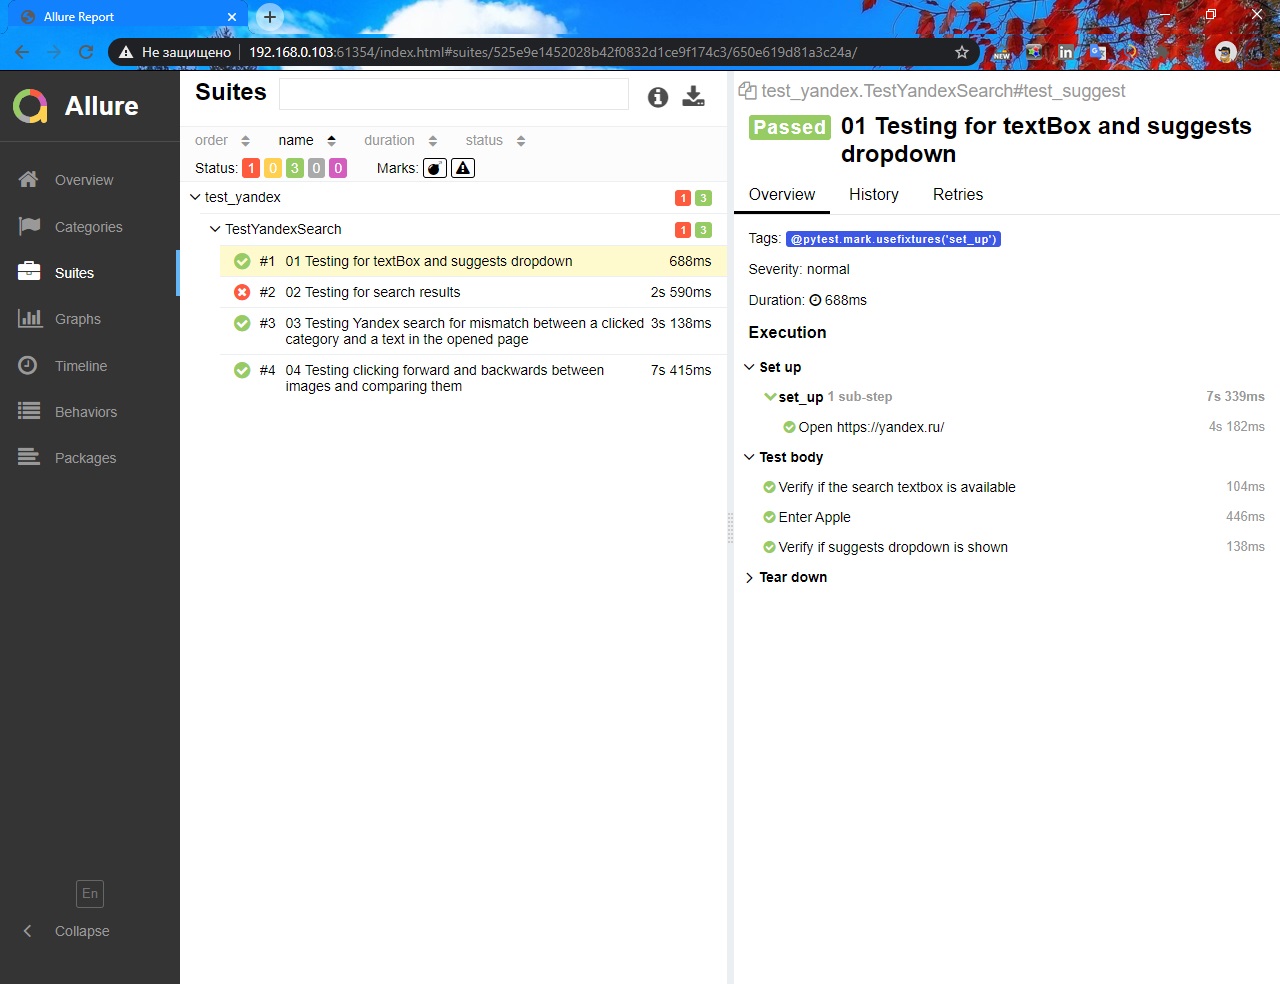 Allure Report
Не защищено
192.168.0.103:61354/index.html#suites/525e9e1452028b42f0832d1ce9f174c3/650e619d81a3c24a/
NEW
in
Allure
Overview
Categories
Suites
Graphs
Timeline
Behaviors
Packages
En
Collapse
Suites
order name duration status
Status: 1 0 3 0 0 Marks:
test_yandex 1 3
TestYandexSearch 1 3
#1 01 Testing for textBox and suggests dropdown 688ms
#2 02 Testing for search results 2s 590ms
#3 03 Testing Yandex search for mismatch between a clicked 3s 138ms
category and a text in the opened page
#4 04 Testing clicking forward and backwards between 7s 415ms
images and comparing them
test_yandex.TestYandexSearch#test_suggest
Passed 01 Testing for textBox and suggests
dropdown
Overview History Retries
Tags: @pytest.mark.usefixtures('set_up')
Severity: normal
Duration: 688ms
Execution
Set up
set_up 1 sub-step 7s 339ms
Open https://yandex.ru/ 4s 182ms
Test body
Verify if the search textbox is available 104ms
Enter Apple 446ms
Verify if suggests dropdown is shown 138ms
Tear down